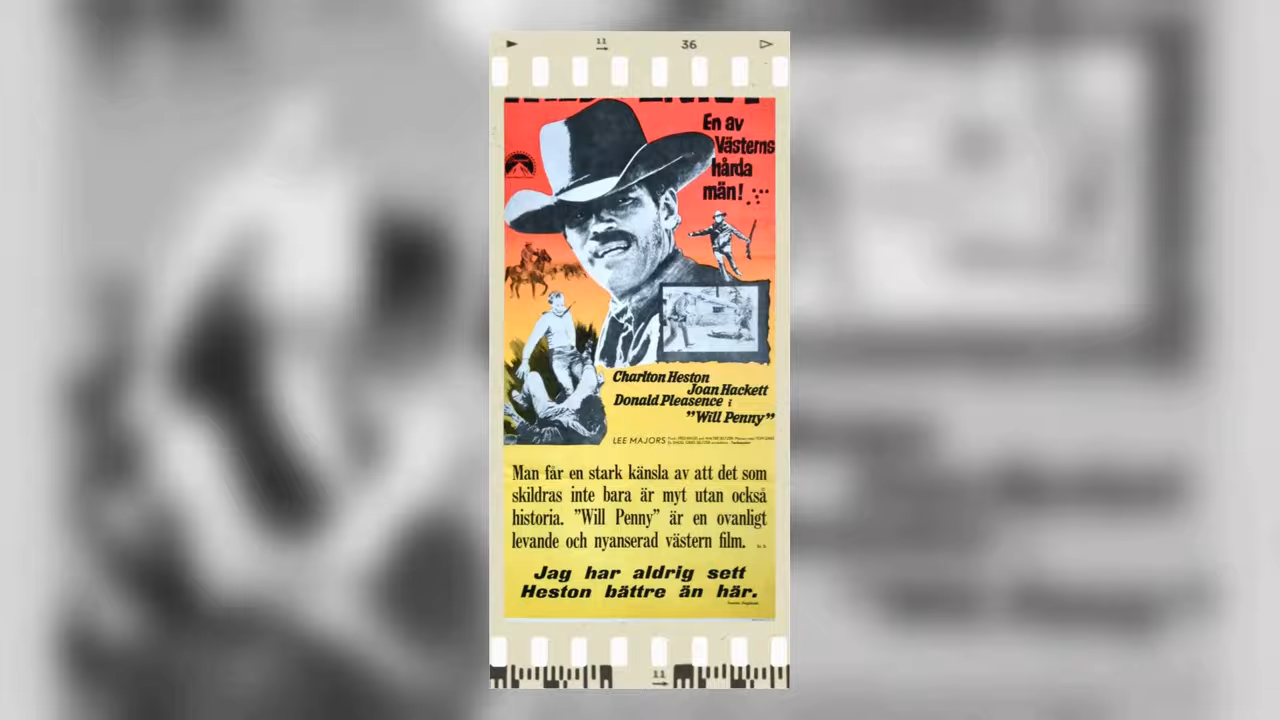 11
36
En av
Västerns
hårda
män!
Charlton Heston
Joan Hackett
Donald Pleasence i
"Will Penny"
LEE MAJORS
Man får en stark känsla av att det som
skildras inte bara är myt utan också
historia. "Will Penny" är en ovanligt
levande och nyanserad västern film.
Jag har aldrig sett
Heston bättre än här.
11